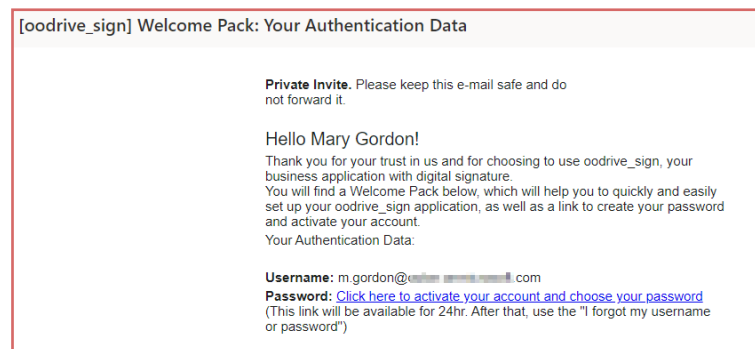 [oodrive_sign] Welcome Pack: Your Authentication Data
Private Invite. Please keep this e-mail safe and do
not forward it.
Hello Mary Gordon!
Thank you for your trust in us and for choosing to use oodrive_sign, your
business application with digital signature.
You will find a Welcome Pack below, which will help you to quickly and easily
set up your oodrive_sign application, as well as a link to create your password
and activate your account.
Your Authentication Data:
Username: m.gordon@ .com
Password: Click here to activate your account and choose your password
(This link will be available for 24hr. After that, use the "I forgot my username
or password")